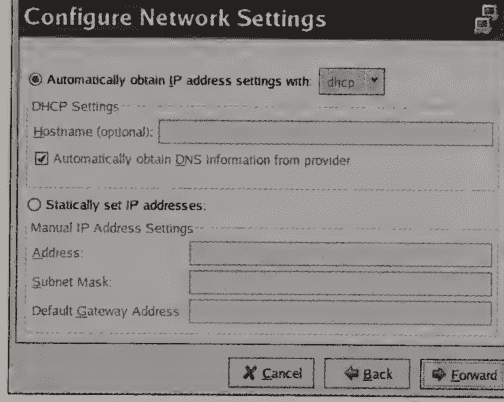 Configure Network Settings
Automatically obtain IP address settings with: dhcp
DHCP Settings
Hostname (optional):
Automatically obtain DNS information from provider
Statically set IP addresses:
Manual IP Address Settings
Address:
Subnet Mask:
Default Gateway Address
Cancel Back Forward